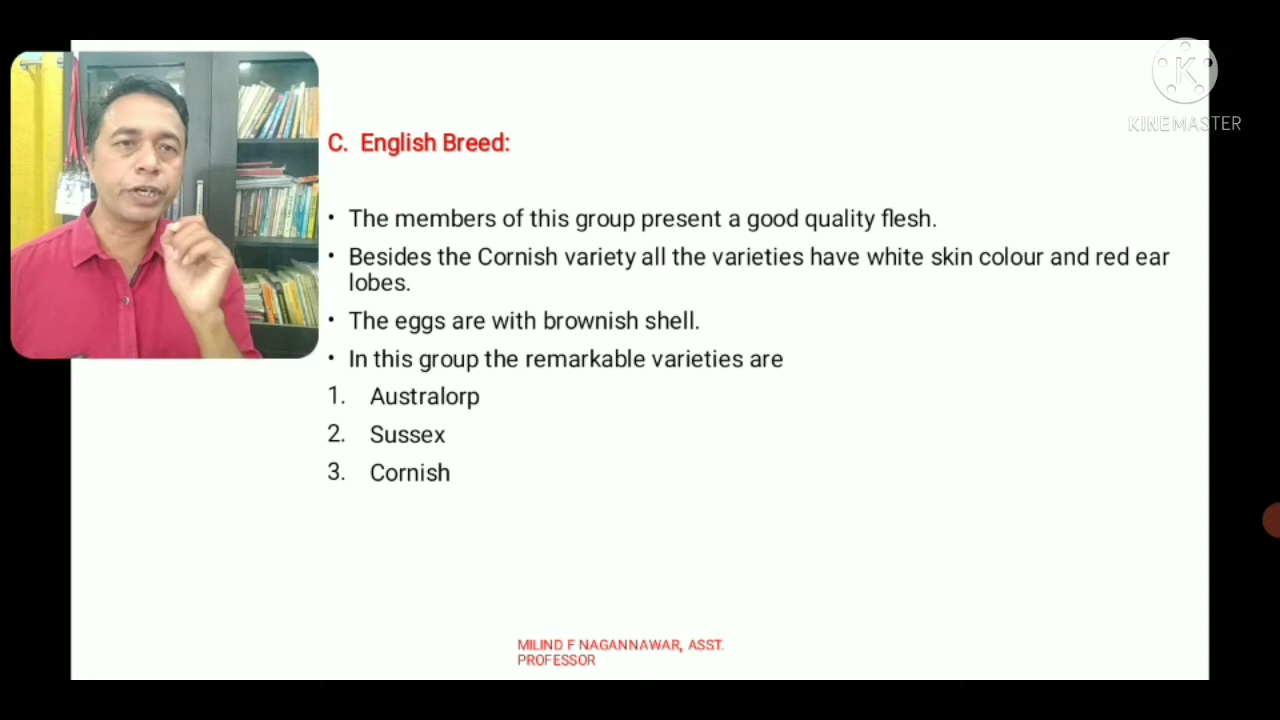 K
KINEMASTER
C. English Breed:
• The members of this group present a good quality flesh.
• Besides the Cornish variety all the varieties have white skin colour and red ear
lobes.
• The eggs are with brownish shell.
• In this group the remarkable varieties are
1. Australorp
2. Sussex
3. Cornish
MILIND F NAGANNAWAR, ASST.
PROFESSOR